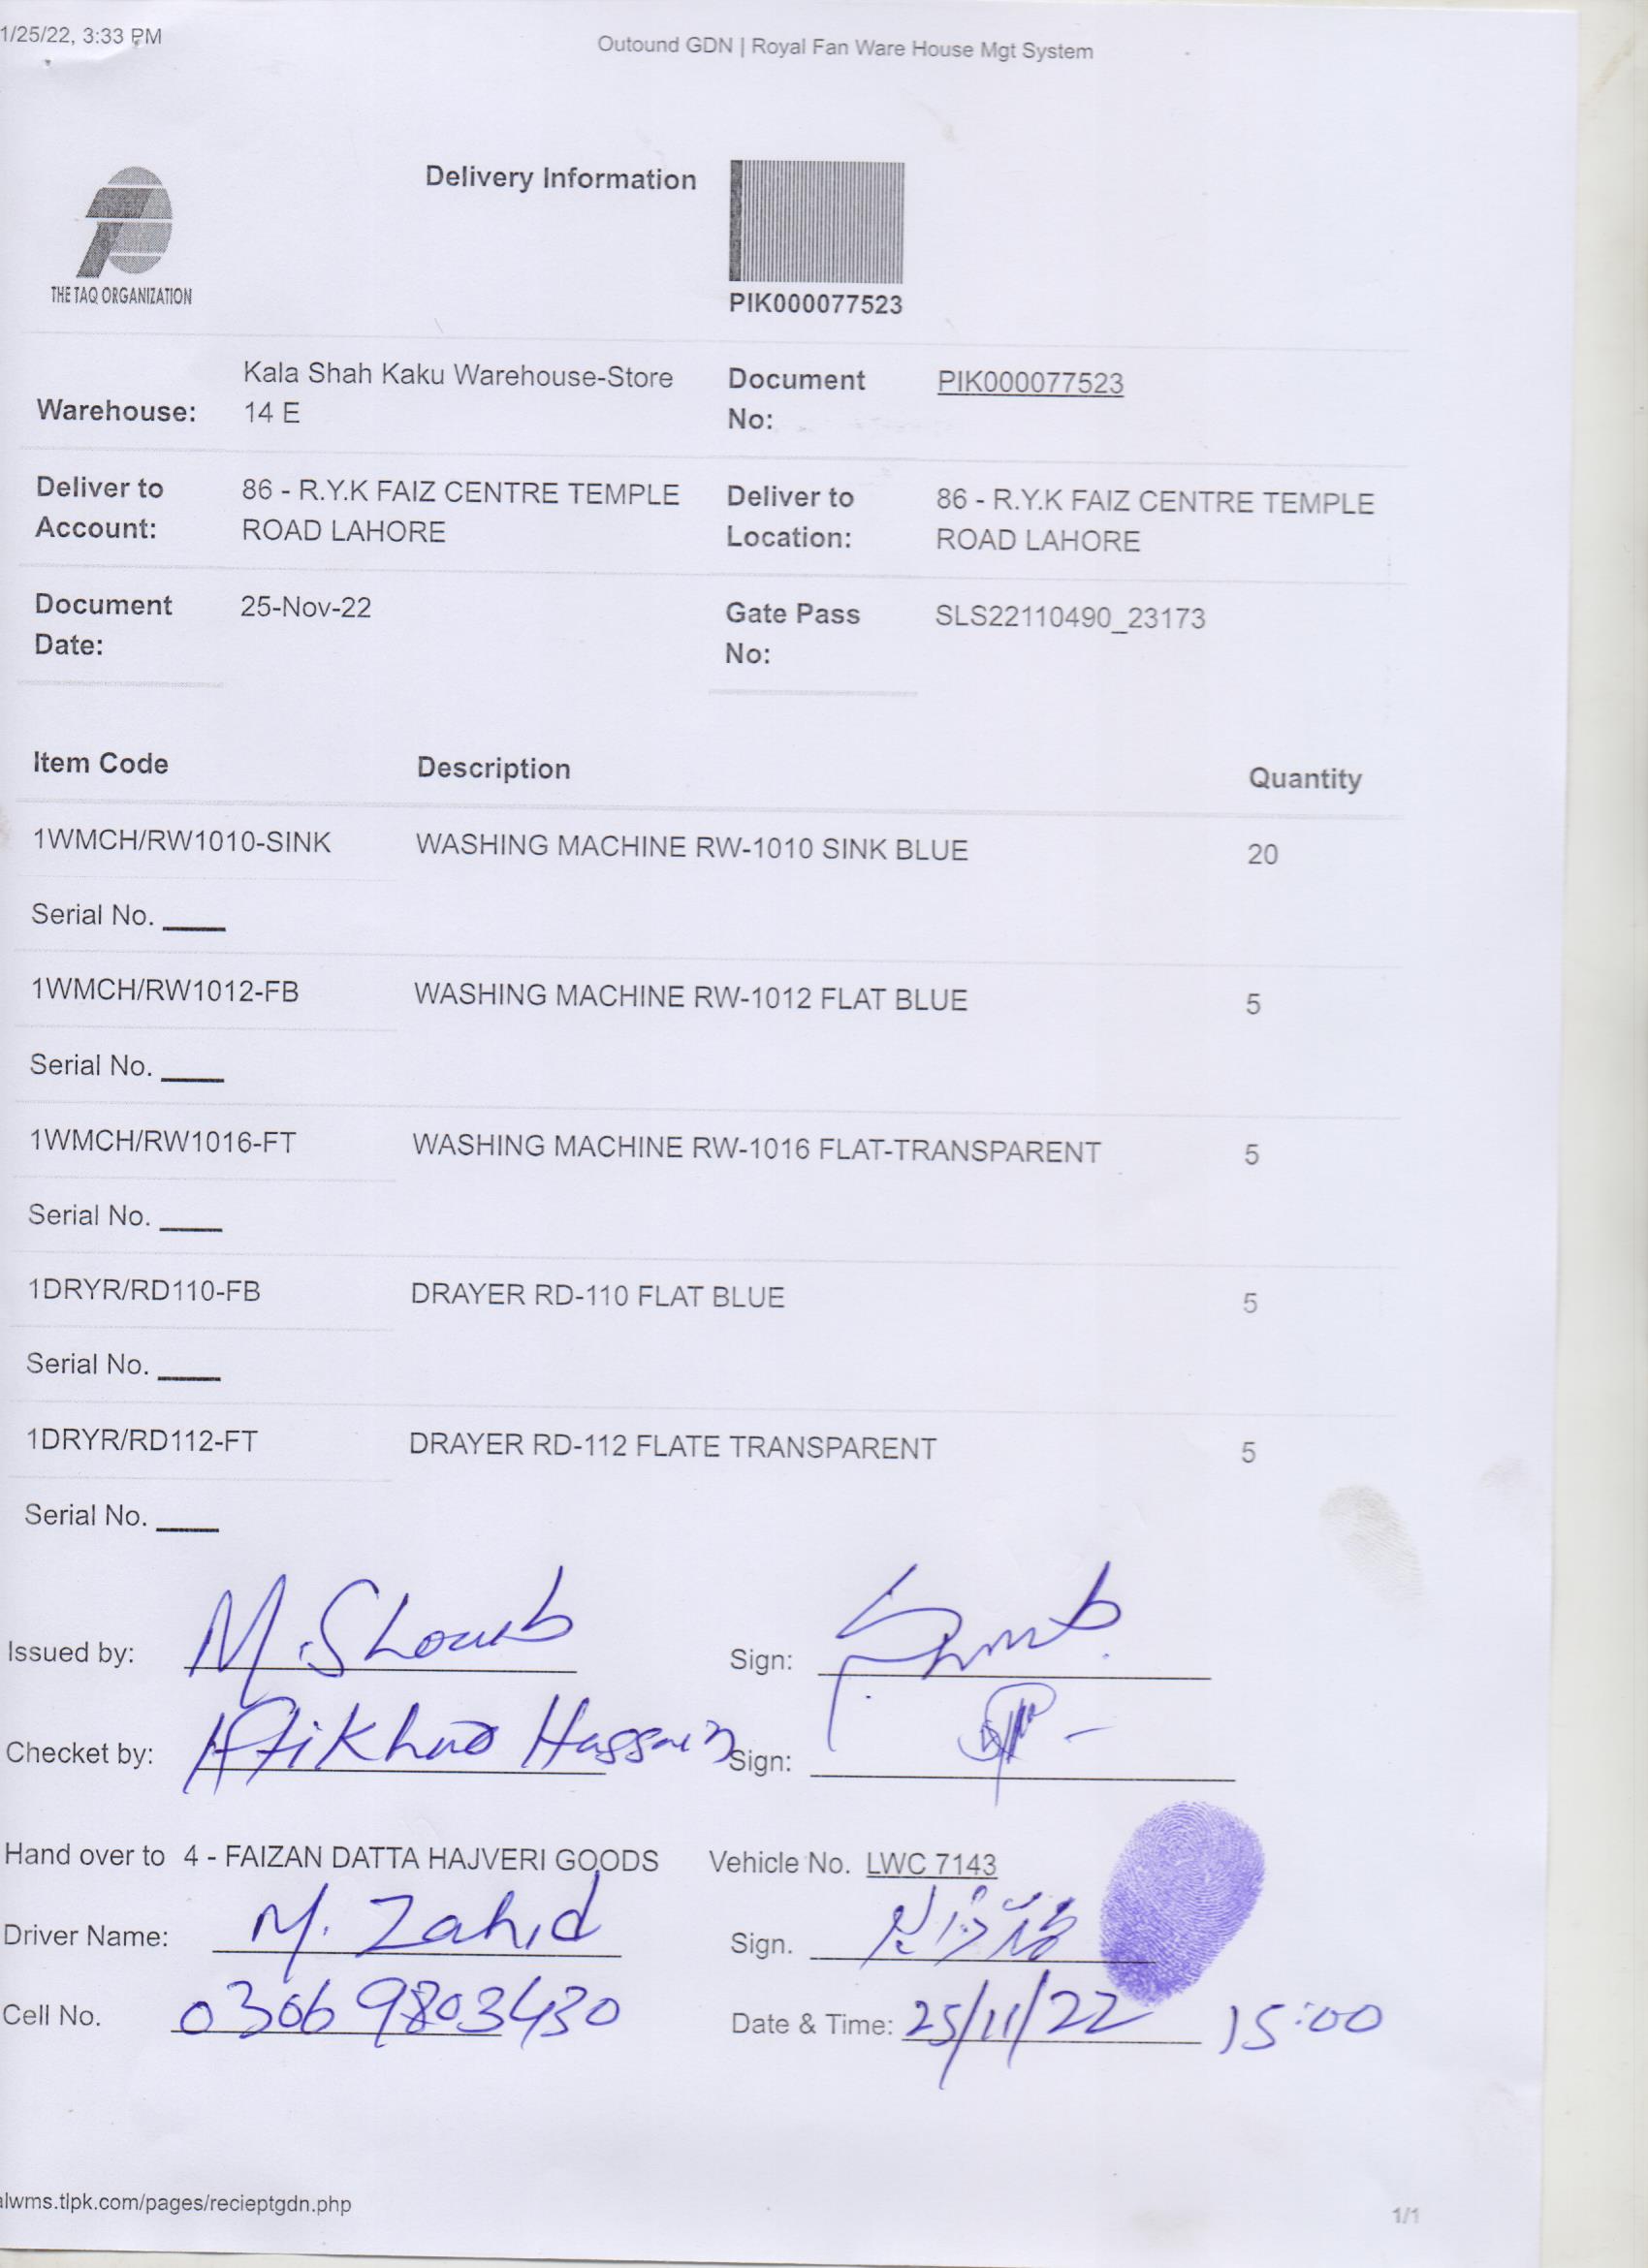 1/25/22, 3:33 PM
Outound GDN | Royal Fan Ware House Mgt System
THE TAQ ORGANIZATION
Delivery Information
PIK000077523
Warehouse: Kala Shah Kaku Warehouse-Store 14 E
Document No: PIK000077523
Deliver to Account: 86 - R.Y.K FAIZ CENTRE TEMPLE ROAD LAHORE
Deliver to Location: 86 - R.Y.K FAIZ CENTRE TEMPLE ROAD LAHORE
Document Date: 25-Nov-22
Gate Pass No: SLS22110490_23173
Item Code Description Quantity
1WMCH/RW1010-SINK WASHING MACHINE RW-1010 SINK BLUE 20
Serial No. ____
1WMCH/RW1012-FB WASHING MACHINE RW-1012 FLAT BLUE 5
Serial No. ____
1WMCH/RW1016-FT WASHING MACHINE RW-1016 FLAT-TRANSPARENT 5
Serial No. ____
1DRYR/RD110-FB DRAYER RD-110 FLAT BLUE 5
Serial No. ____
1DRYR/RD112-FT DRAYER RD-112 FLATE TRANSPARENT 5
Serial No. ____
Issued by: M. Shoaib Sign:
Checket by: Iftikhar Hassain Sign:
Hand over to 4 - FAIZAN DATTA HAJVERI GOODS Vehicle No. LWC 7143
Driver Name: M. Zahid Sign.
Cell No. 03069803430 Date & Time: 25/11/22 15:00
lwms.tlpk.com/pages/recieptgdn.php
1/1